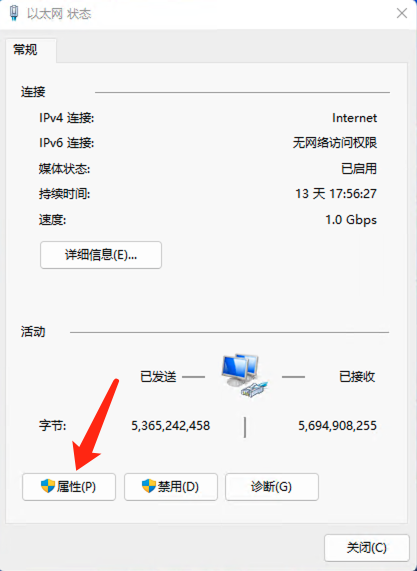 以太网 状态
常规
连接
IPv4 连接: Internet
IPv6 连接: 无网络访问权限
媒体状态: 已启用
持续时间: 13 天 17:56:27
速度: 1.0 Gbps
详细信息(E)...
活动
已发送 已接收
字节: 5,365,242,458 5,694,908,255
属性(P) 禁用(D) 诊断(G)
关闭(C)